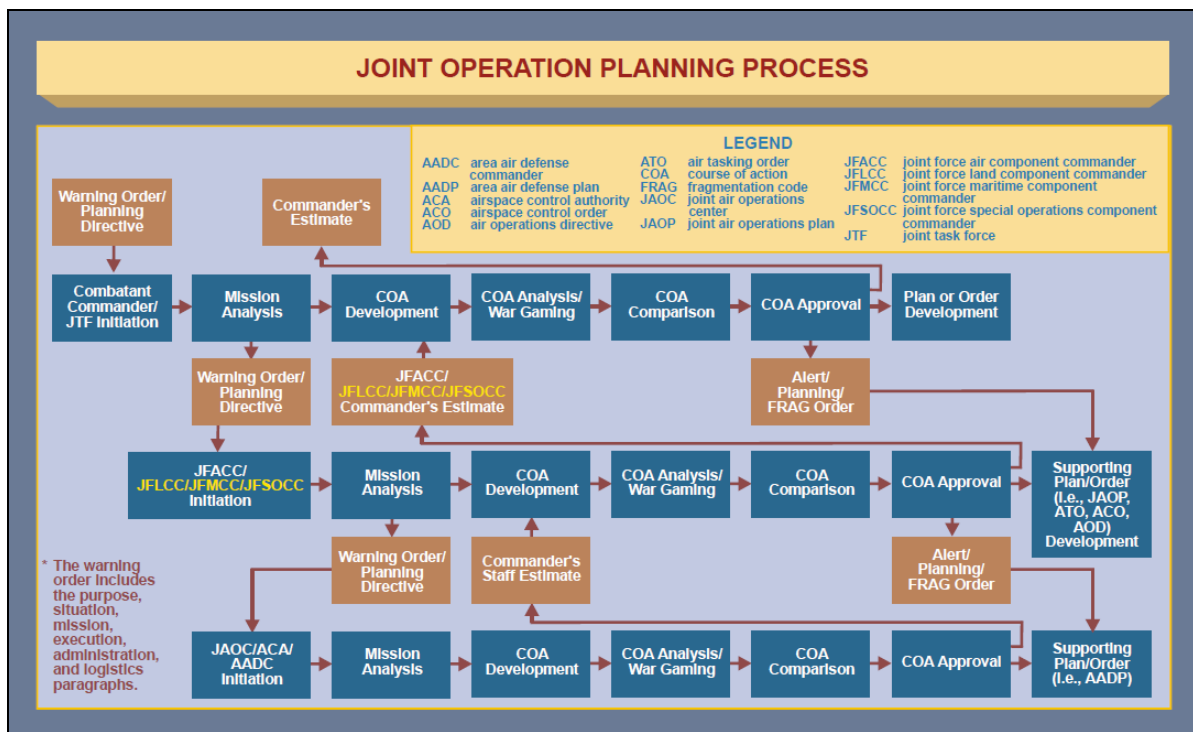 JOINT OPERATION PLANNING PROCESS
LEGEND
AADC area air defense
commander
AADP area air defense plan
ACA airspace control authority
ACO airspace control order
AOD air operations directive
ATO air tasking order
COA course of action
FRAG fragmentation code
JAOC joint air operations
center
JAOP joint air operations plan
JFACC joint force air component commander
JFLCC joint force land component commander
JFMCC joint force maritime component
commander
JFSOCC joint force special operations component
commander
JTF joint task force
Warning Order/
Planning
Directive
Commander's
Estimate
Combatant
Commander/
JTF Initiation
Mission
Analysis
COA
Development
COA Analysis/
War Gaming
COA
Comparison
COA Approval
Plan or Order
Development
Warning Order/
Planning
Directive
JFACC/
JFLCC/JFMCC/JFSOCC
Commander's Estimate
Alert/
Planning/
FRAG Order
JFACC/
JFLCC/JFMCC/JFSOCC
Initiation
Mission
Analysis
COA
Development
COA Analysis/
War Gaming
COA
Comparison
COA Approval
Supporting
Plan/Order
(I.e., JAOP,
ATO, ACO,
AOD)
Development
Warning Order/
Planning
Directive
Commander's
Staff Estimate
Alert/
Planning/
FRAG Order
* The warning
order includes
the purpose,
situation,
mission,
execution,
administration,
and logistics
paragraphs.
JAOC/ACA/
AADC
Initiation
Mission
Analysis
COA
Development
COA Analysis/
War Gaming
COA
Comparison
COA Approval
Supporting
Plan/Order
(I.e., AADP)